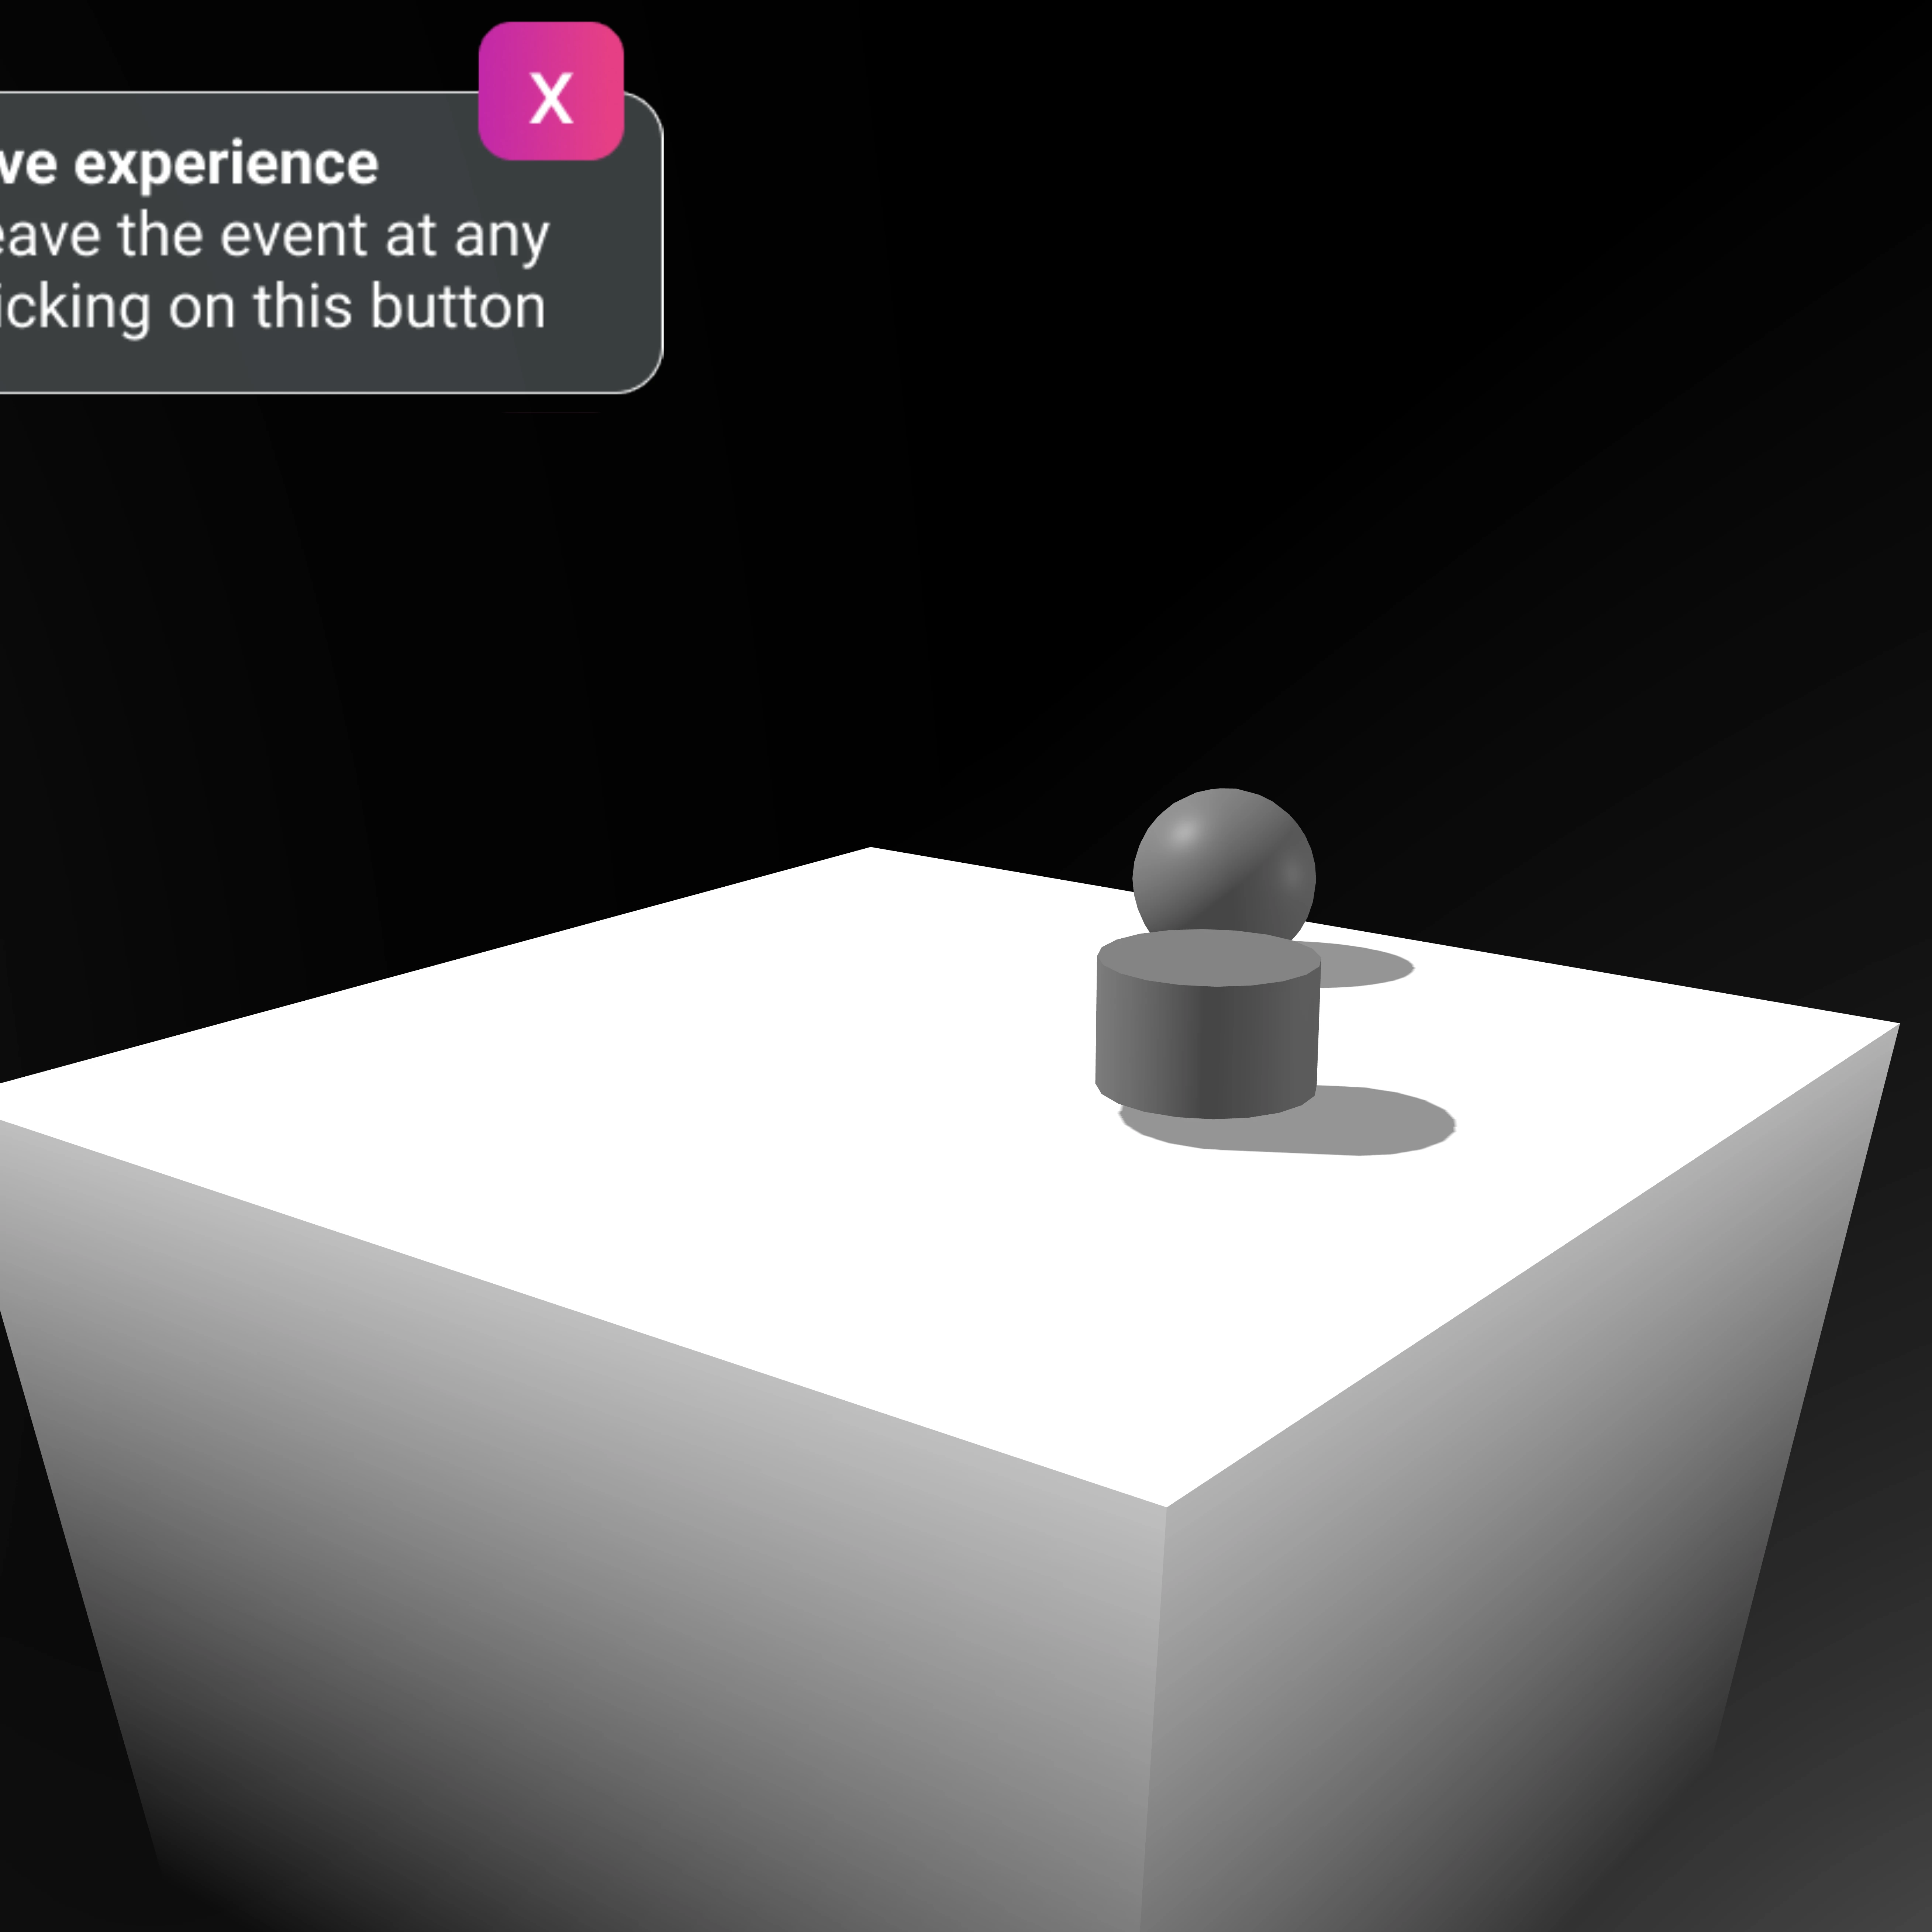 X
ve experience
eave the event at any
icking on this button